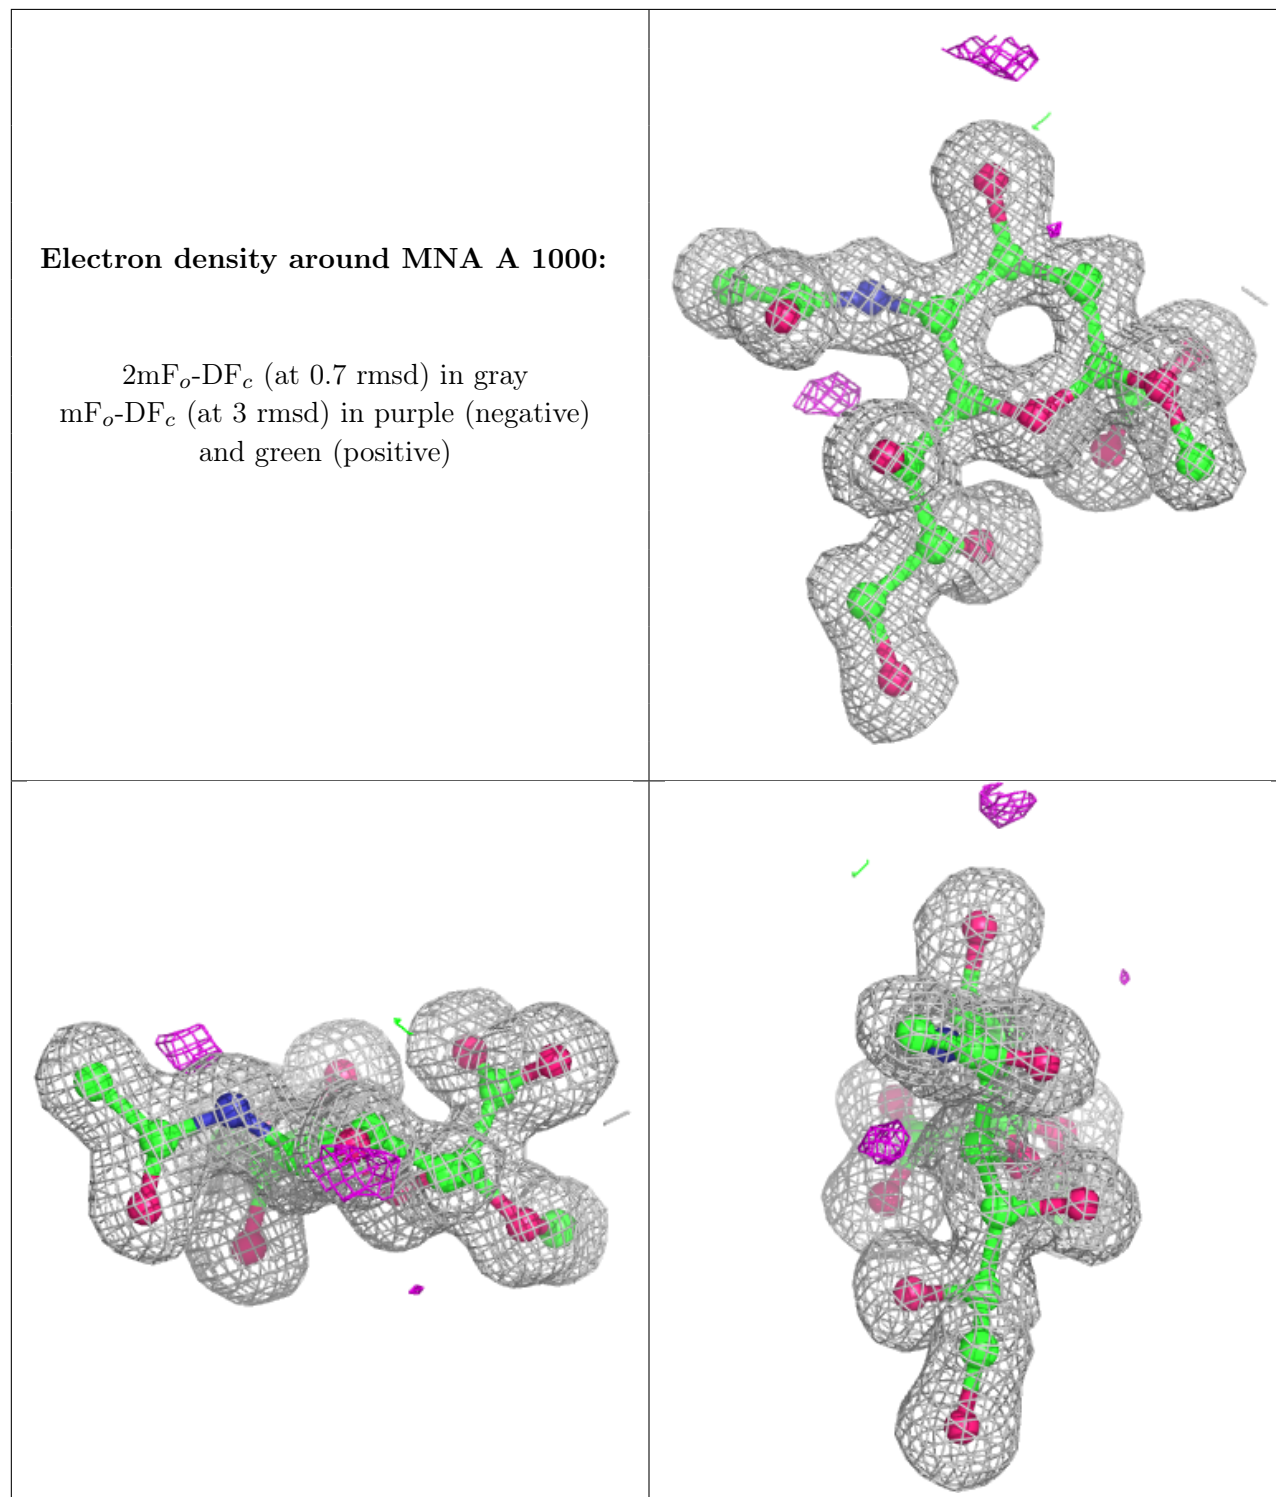 Electron density around MNA A 1000:
2mFo-DFc (at 0.7 rmsd) in gray
mFo-DFc (at 3 rmsd) in purple (negative)
and green (positive)